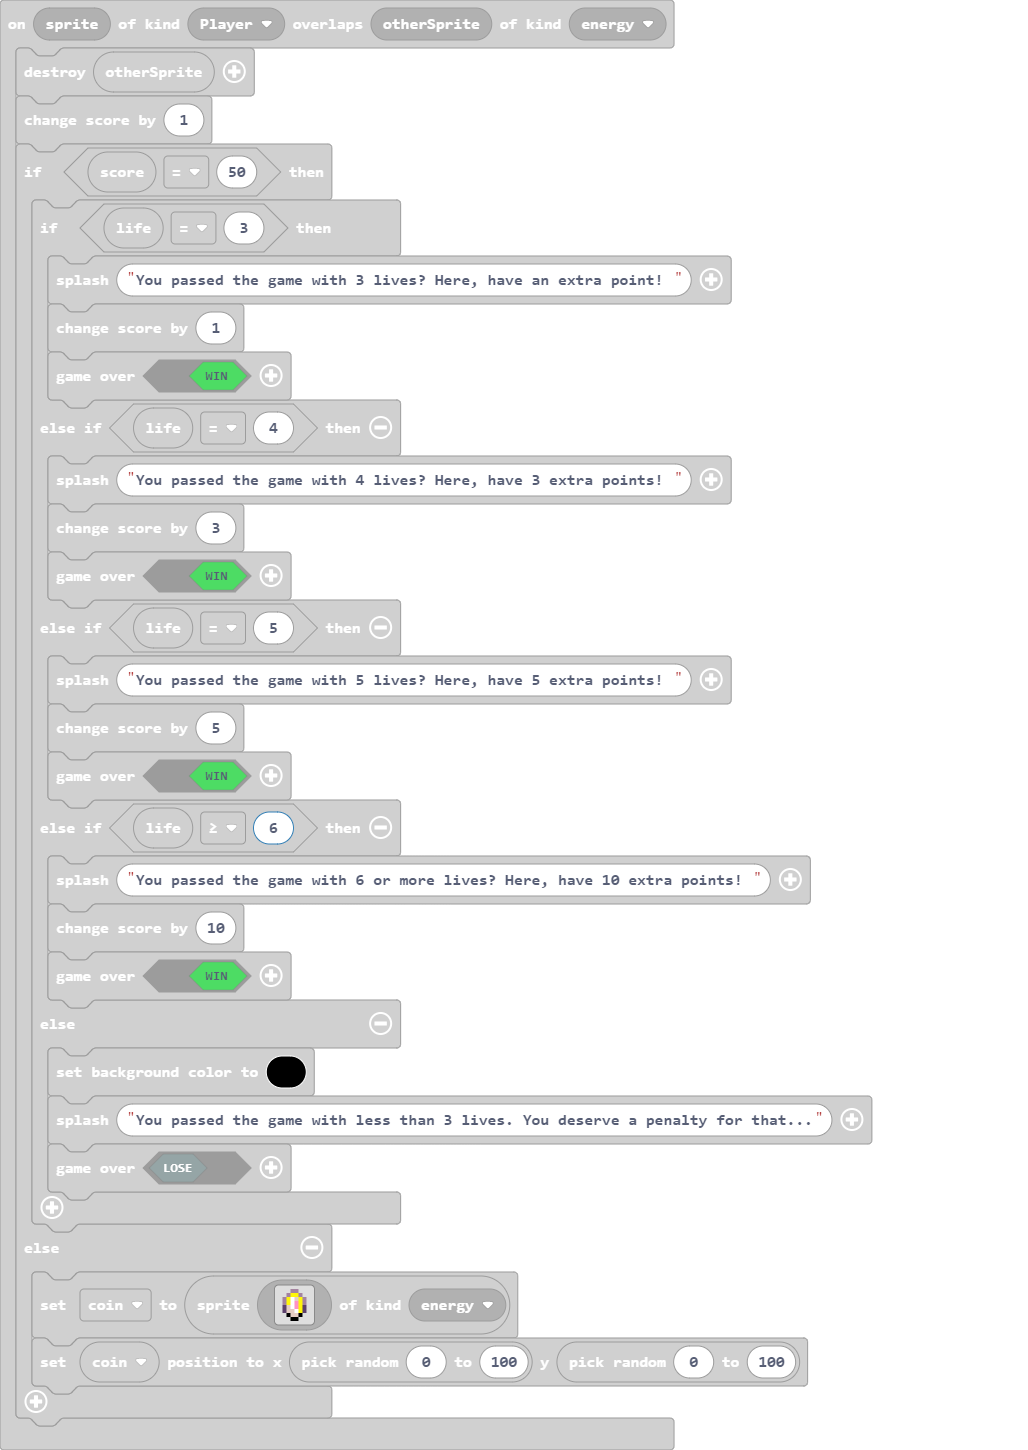 on sprite of kind Player overlaps otherSprite of kind energy
destroy otherSprite
change score by 1
if score = 50 then
if life = 3 then
splash "You passed the game with 3 lives? Here, have an extra point! "
change score by 1
game over WIN
else if life = 4 then
splash "You passed the game with 4 lives? Here, have 3 extra points! "
change score by 3
game over WIN
else if life = 5 then
splash "You passed the game with 5 lives? Here, have 5 extra points! "
change score by 5
game over WIN
else if life ≥ 6 then
splash "You passed the game with 6 or more lives? Here, have 10 extra points! "
change score by 10
game over WIN
else
set background color to
splash "You passed the game with less than 3 lives. You deserve a penalty for that..."
game over LOSE
else
set coin to sprite of kind energy
set coin position to x pick random 0 to 100 y pick random 0 to 100